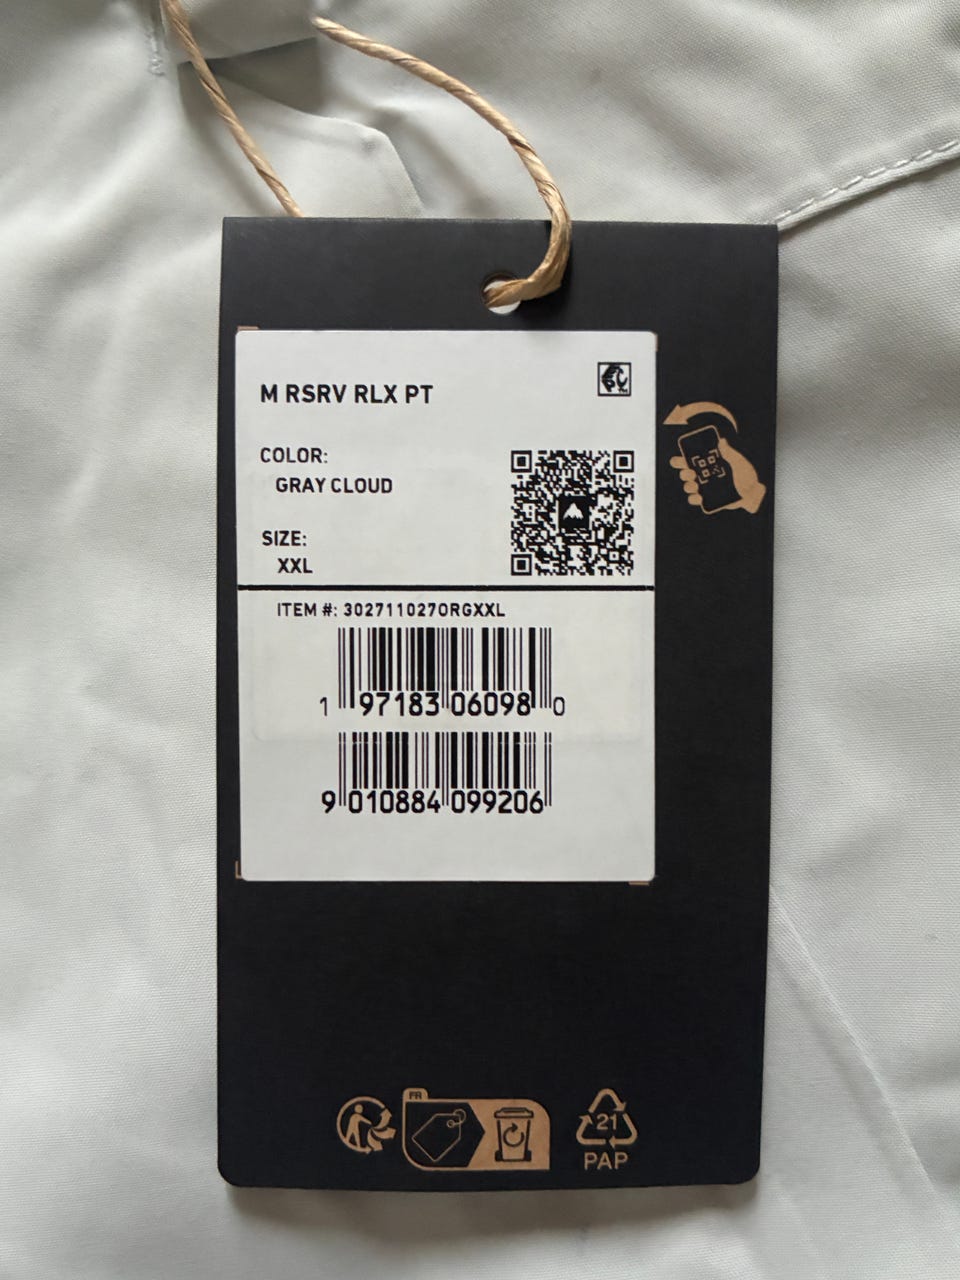 M RSRV RLX PT
COLOR:
GRAY CLOUD
SIZE:
XXL
ITEM #: 302711027ORGXXL
1 97183 06098 0
9 010884 099206
FR
21
PAP